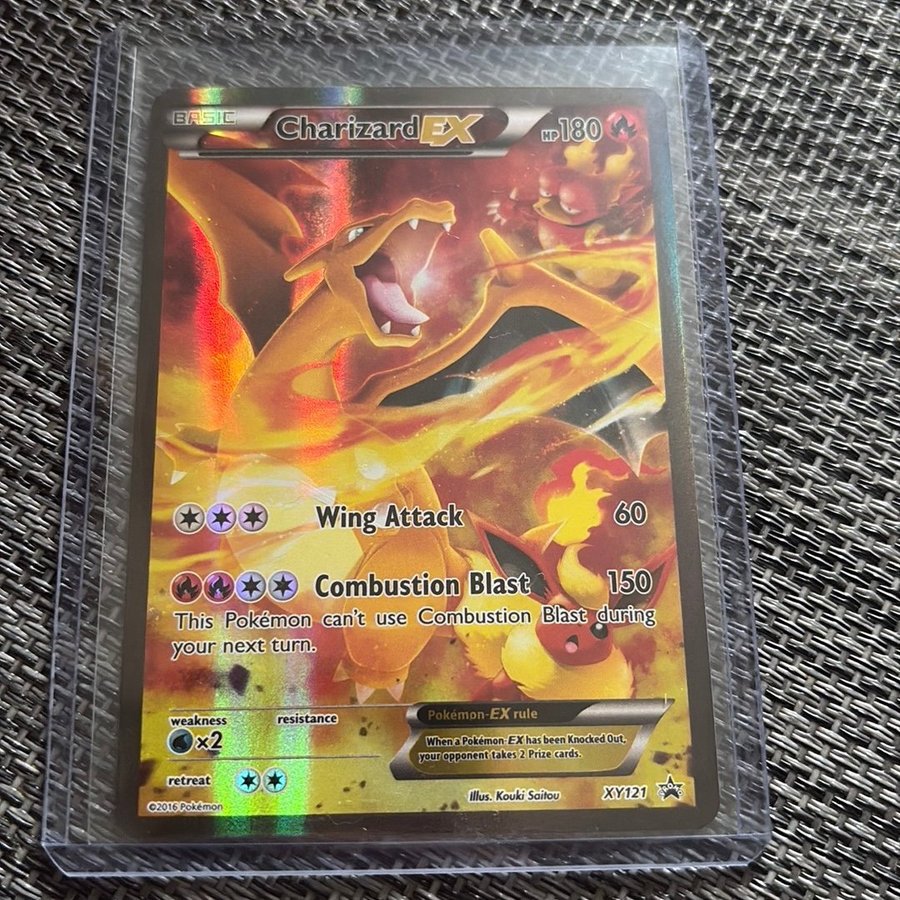 BASIC
Charizard EX
HP 180
Wing Attack 60
Combustion Blast 150
This Pokémon can't use Combustion Blast during
your next turn.
weakness resistance
×2
retreat
Pokémon-EX rule
When a Pokémon-EX has been Knocked Out,
your opponent takes 2 Prize cards.
Illus. Kouki Saitou XY121
©2016 Pokémon